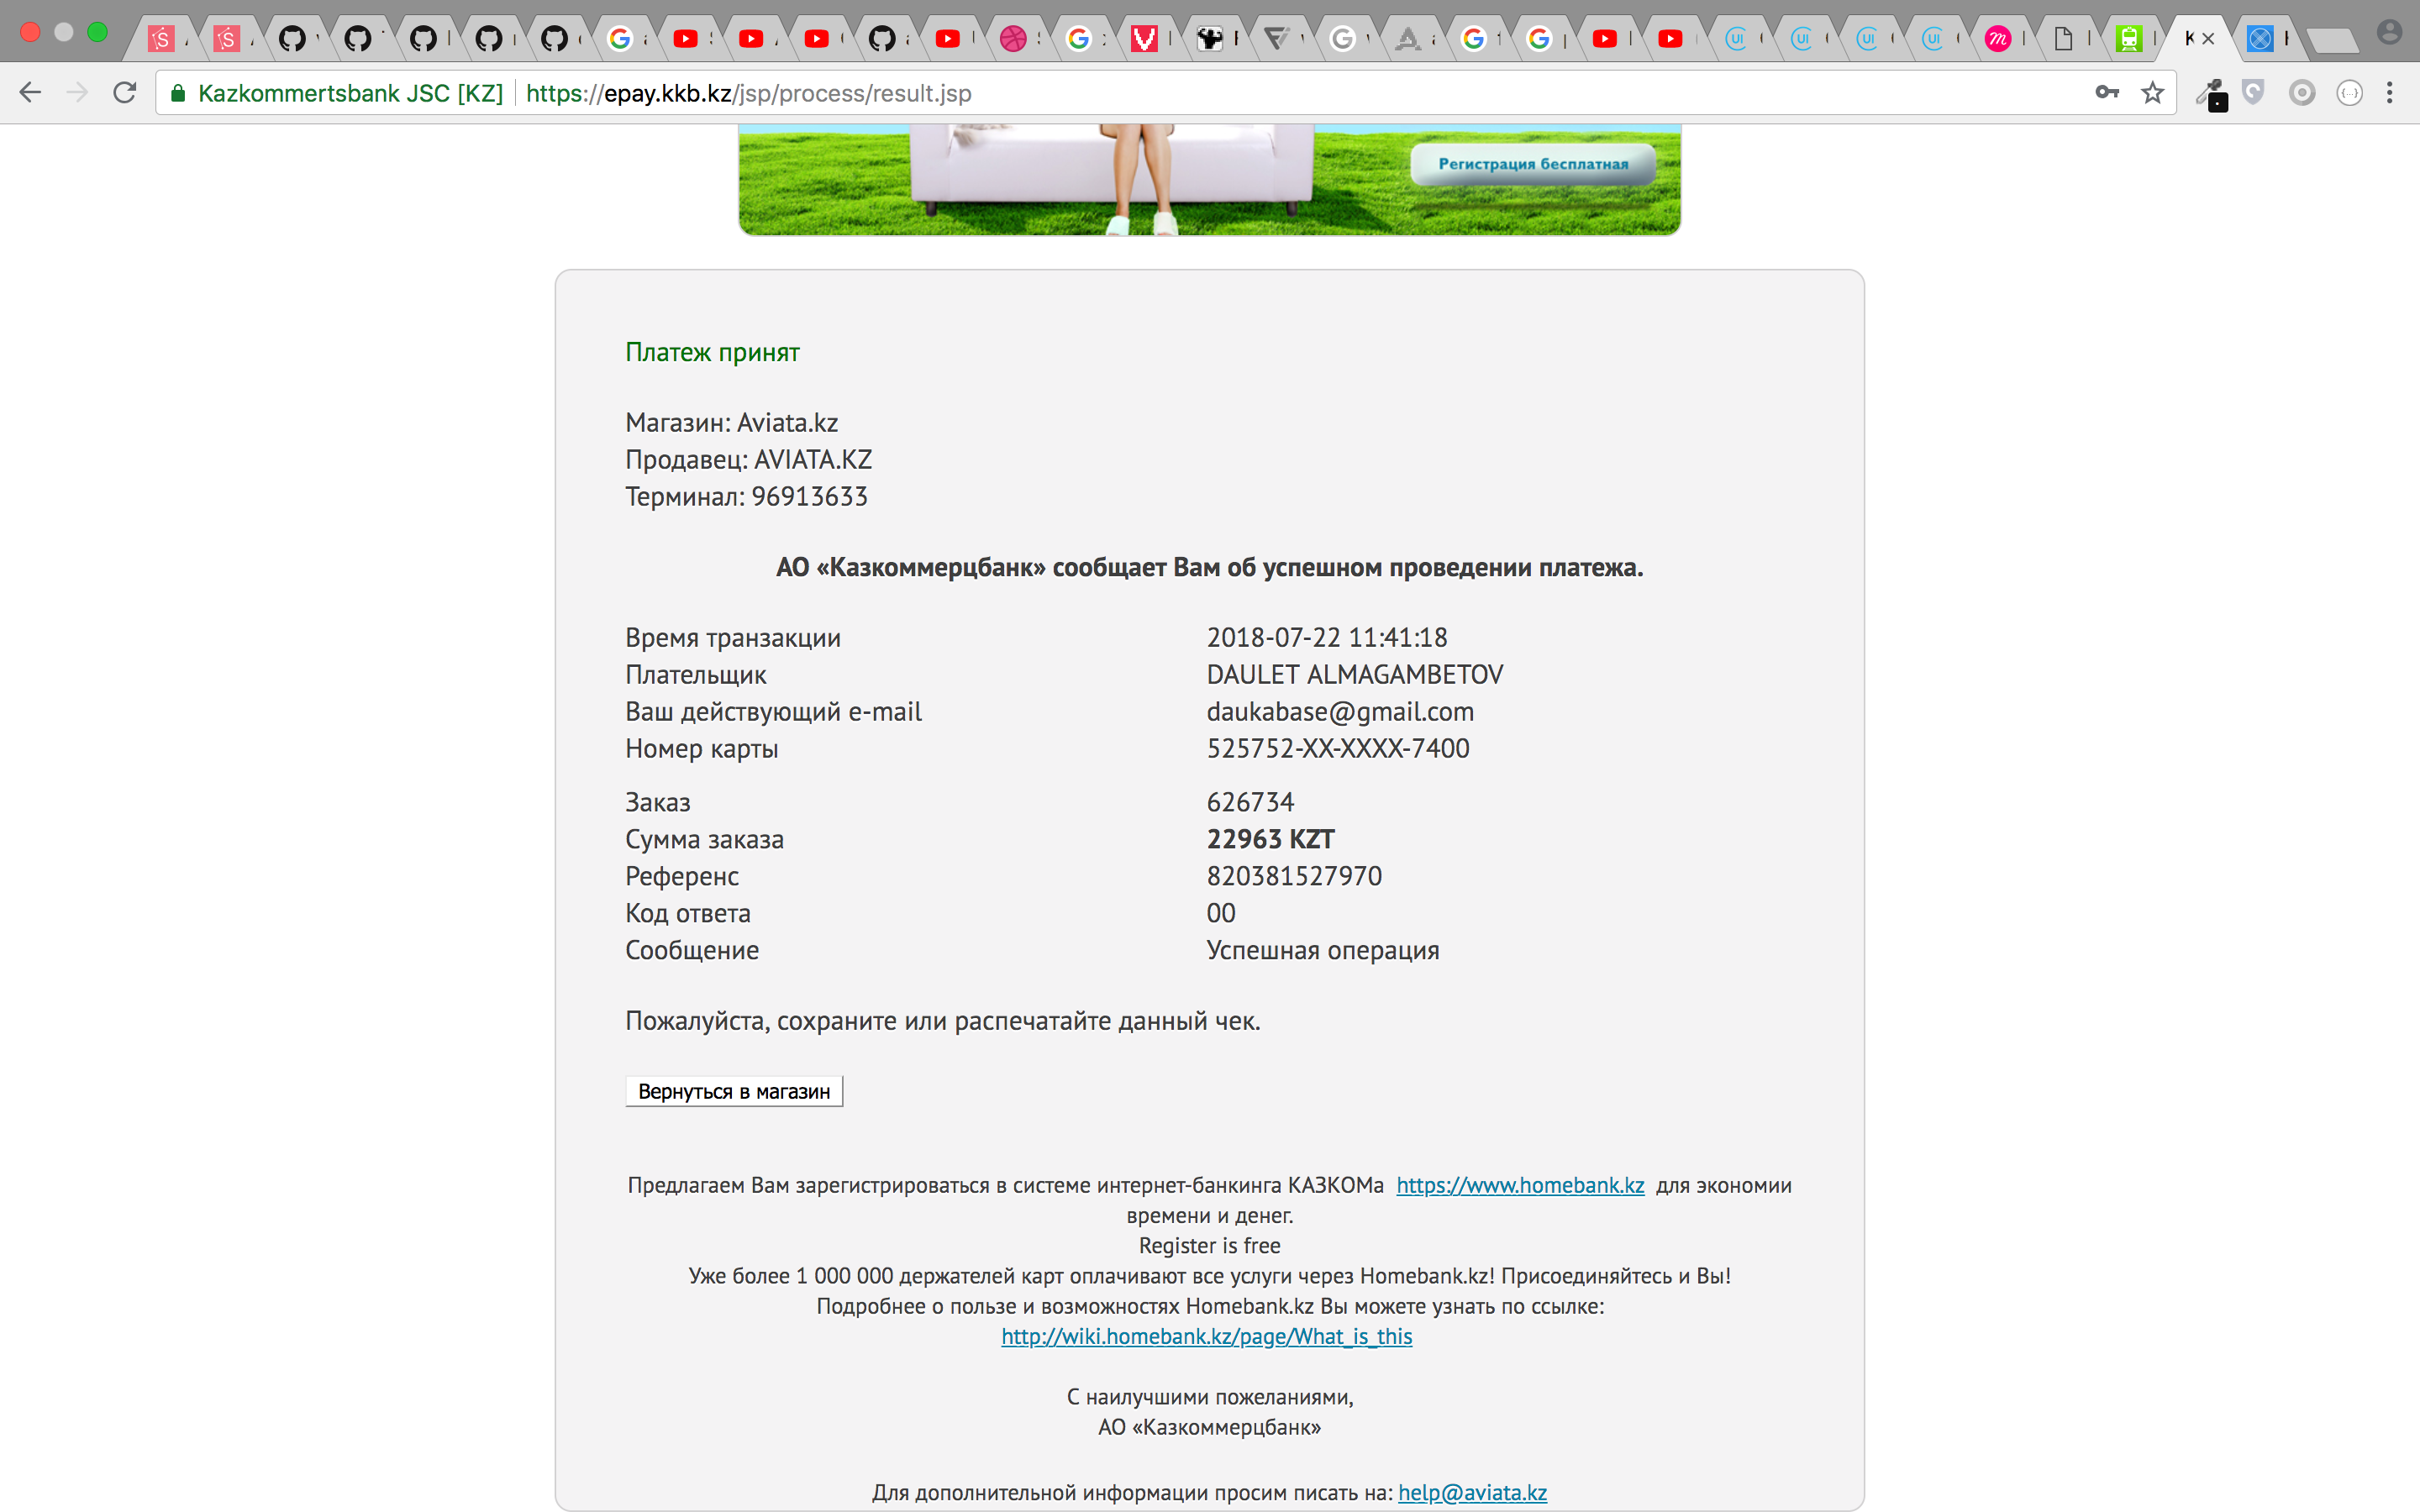 Kazkommertsbank JSC [KZ] https://epay.kkb.kz/jsp/process/result.jsp
Регистрация бесплатная
Платеж принят
Магазин: Aviata.kz
Продавец: AVIATA.KZ
Терминал: 96913633
АО «Казкоммерцбанк» сообщает Вам об успешном проведении платежа.
Время транзакции 2018-07-22 11:41:18
Плательщик DAULET ALMAGAMBETOV
Ваш действующий e-mail daukabase@gmail.com
Номер карты 525752-XX-XXXX-7400
Заказ 626734
Сумма заказа 22963 KZT
Референс 820381527970
Код ответа 00
Сообщение Успешная операция
Пожалуйста, сохраните или распечатайте данный чек.
Вернуться в магазин
Предлагаем Вам зарегистрироваться в системе интернет-банкинга КАЗКОМа https://www.homebank.kz для экономии
времени и денег.
Register is free
Уже более 1 000 000 держателей карт оплачивают все услуги через Homebank.kz! Присоединяйтесь и Вы!
Подробнее о пользе и возможностях Homebank.kz Вы можете узнать по ссылке:
http://wiki.homebank.kz/page/What_is_this
С наилучшими пожеланиями,
АО «Казкоммерцбанк»
Для дополнительной информации просим писать на: help@aviata.kz